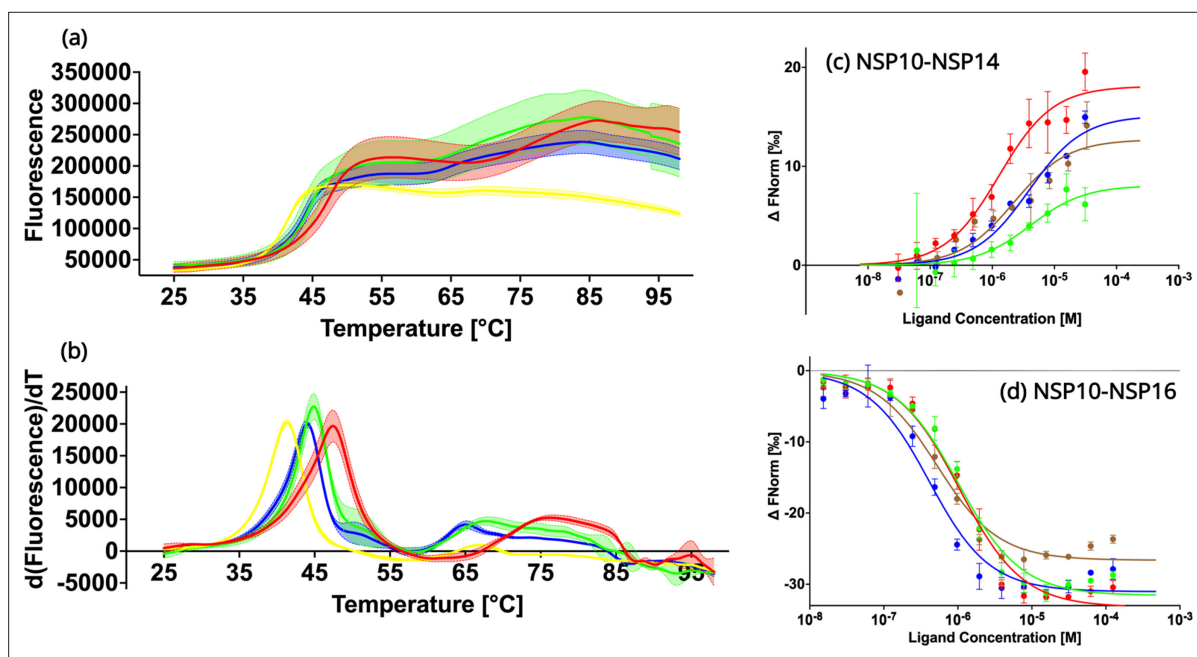 (a)
Fluorescence
350000
300000
250000
200000
150000
100000
50000
25 35 45 55 65 75 85 95
Temperature [°C]
(b)
d(Fluorescence)/dT
25000
20000
15000
10000
5000
0
-5000
25 35 45 55 65 75 85 95
Temperature [°C]
(c) NSP10-NSP14
Δ FNorm [‰]
20
10
0
10-8 10-7 10-6 10-5 10-4 10-3
Ligand Concentration [M]
(d) NSP10-NSP16
Δ FNorm [‰]
0
-10
-20
-30
10-8 10-7 10-6 10-5 10-4 10-3
Ligand Concentration [M]